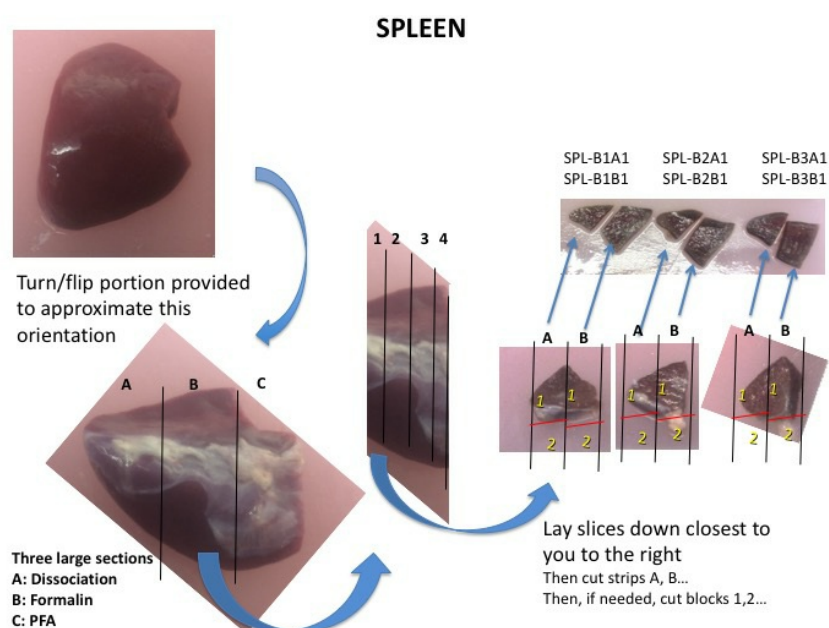 SPLEEN
Turn/flip portion provided
to approximate this
orientation
A B C
Three large sections
A: Dissociation
B: Formalin
C: PFA
1 2 3 4
SPL-B1A1 SPL-B2A1 SPL-B3A1
SPL-B1B1 SPL-B2B1 SPL-B3B1
A B A B A B
1 1 1 1 1
2 2 2 2
Lay slices down closest to
you to the right
Then cut strips A, B…
Then, if needed, cut blocks 1,2…